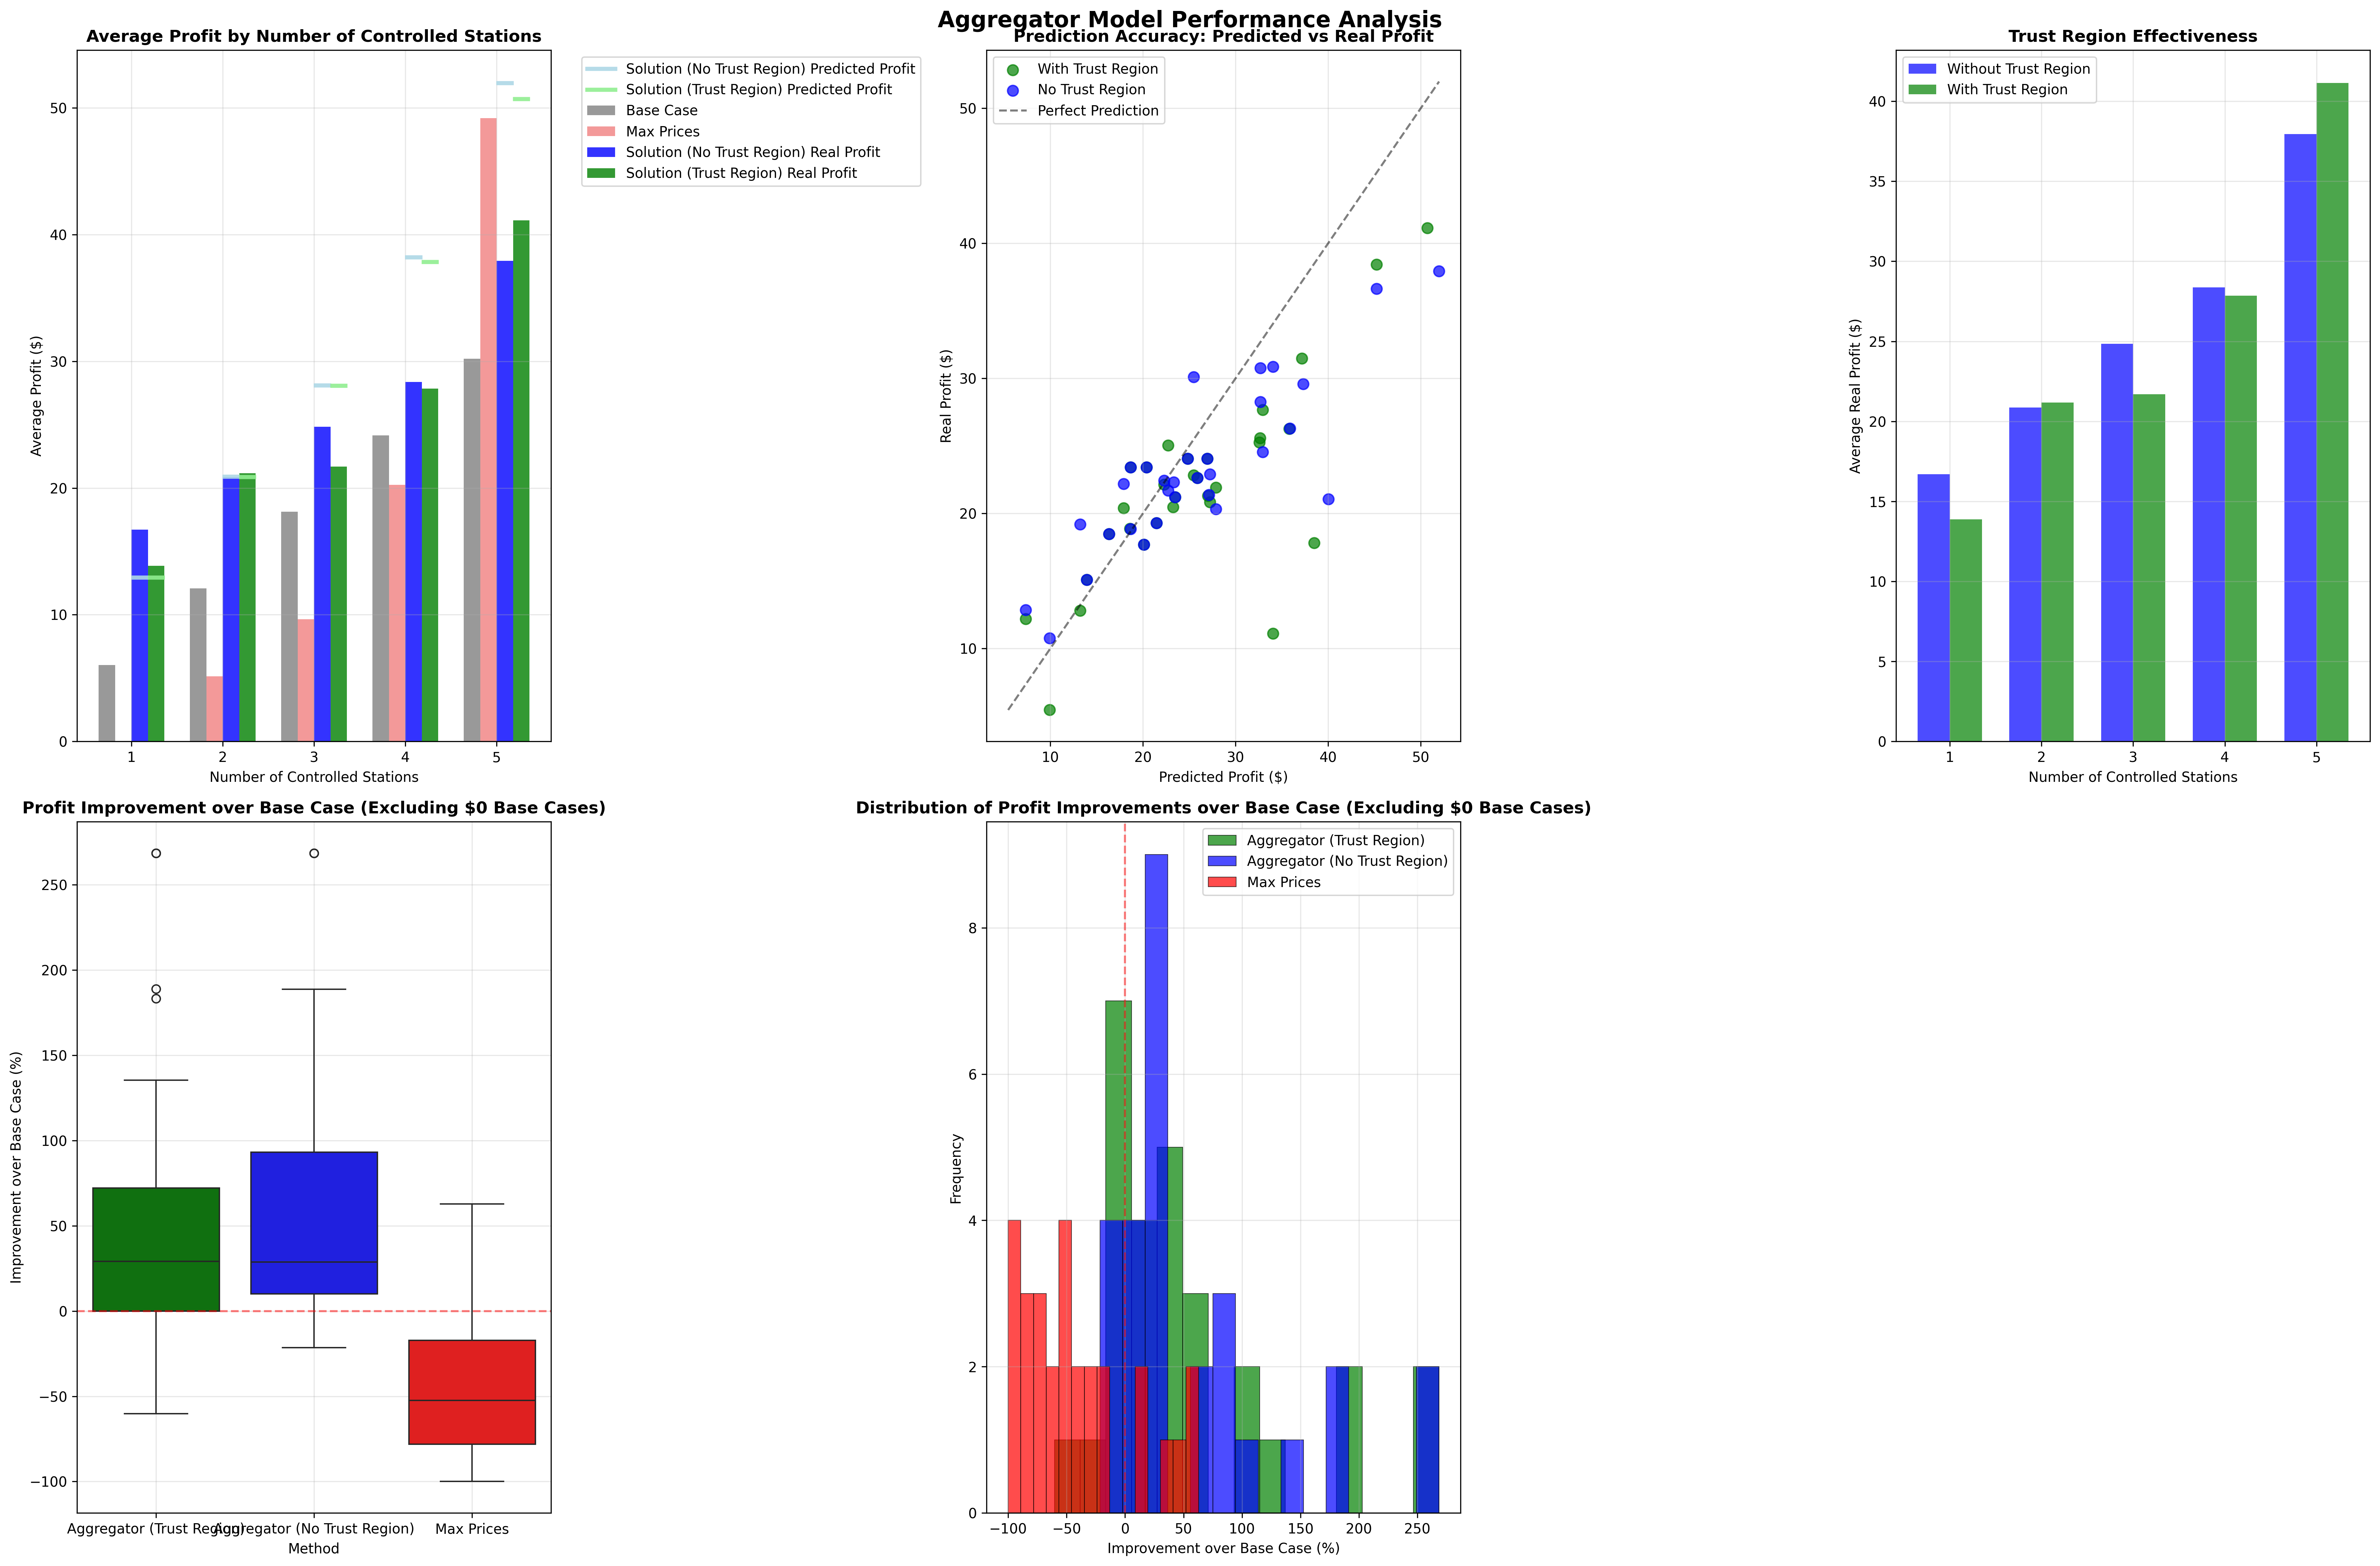 Aggregator Model Performance Analysis
Average Profit by Number of Controlled Stations
Average Profit ($)
50
40
30
20
10
0
1 2 3 4 5
Number of Controlled Stations
Solution (No Trust Region) Predicted Profit
Solution (Trust Region) Predicted Profit
Base Case
Max Prices
Solution (No Trust Region) Real Profit
Solution (Trust Region) Real Profit
Prediction Accuracy: Predicted vs Real Profit
With Trust Region
No Trust Region
Perfect Prediction
Real Profit ($)
50
40
30
20
10
10 20 30 40 50
Predicted Profit ($)
Trust Region Effectiveness
Without Trust Region
With Trust Region
Average Real Profit ($)
40
35
30
25
20
15
10
5
0
1 2 3 4 5
Number of Controlled Stations
Profit Improvement over Base Case (Excluding $0 Base Cases)
Improvement over Base Case (%)
250
200
150
100
50
0
−50
−100
Aggregator (Trust Region) Aggregator (No Trust Region) Max Prices
Method
Distribution of Profit Improvements over Base Case (Excluding $0 Base Cases)
Aggregator (Trust Region)
Aggregator (No Trust Region)
Max Prices
Frequency
8
6
4
2
0
−100 −50 0 50 100 150 200 250
Improvement over Base Case (%)